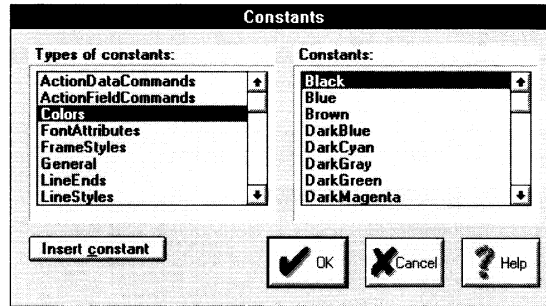 Constants
Types of constants:
ActionDataCommands
ActionFieldCommands
Colors
FontAttributes
FrameStyles
General
LineEnds
LineStyles
Constants:
Black
Blue
Brown
DarkBlue
DarkCyan
DarkGray
DarkGreen
DarkMagenta
Insert constant
OK
Cancel
Help